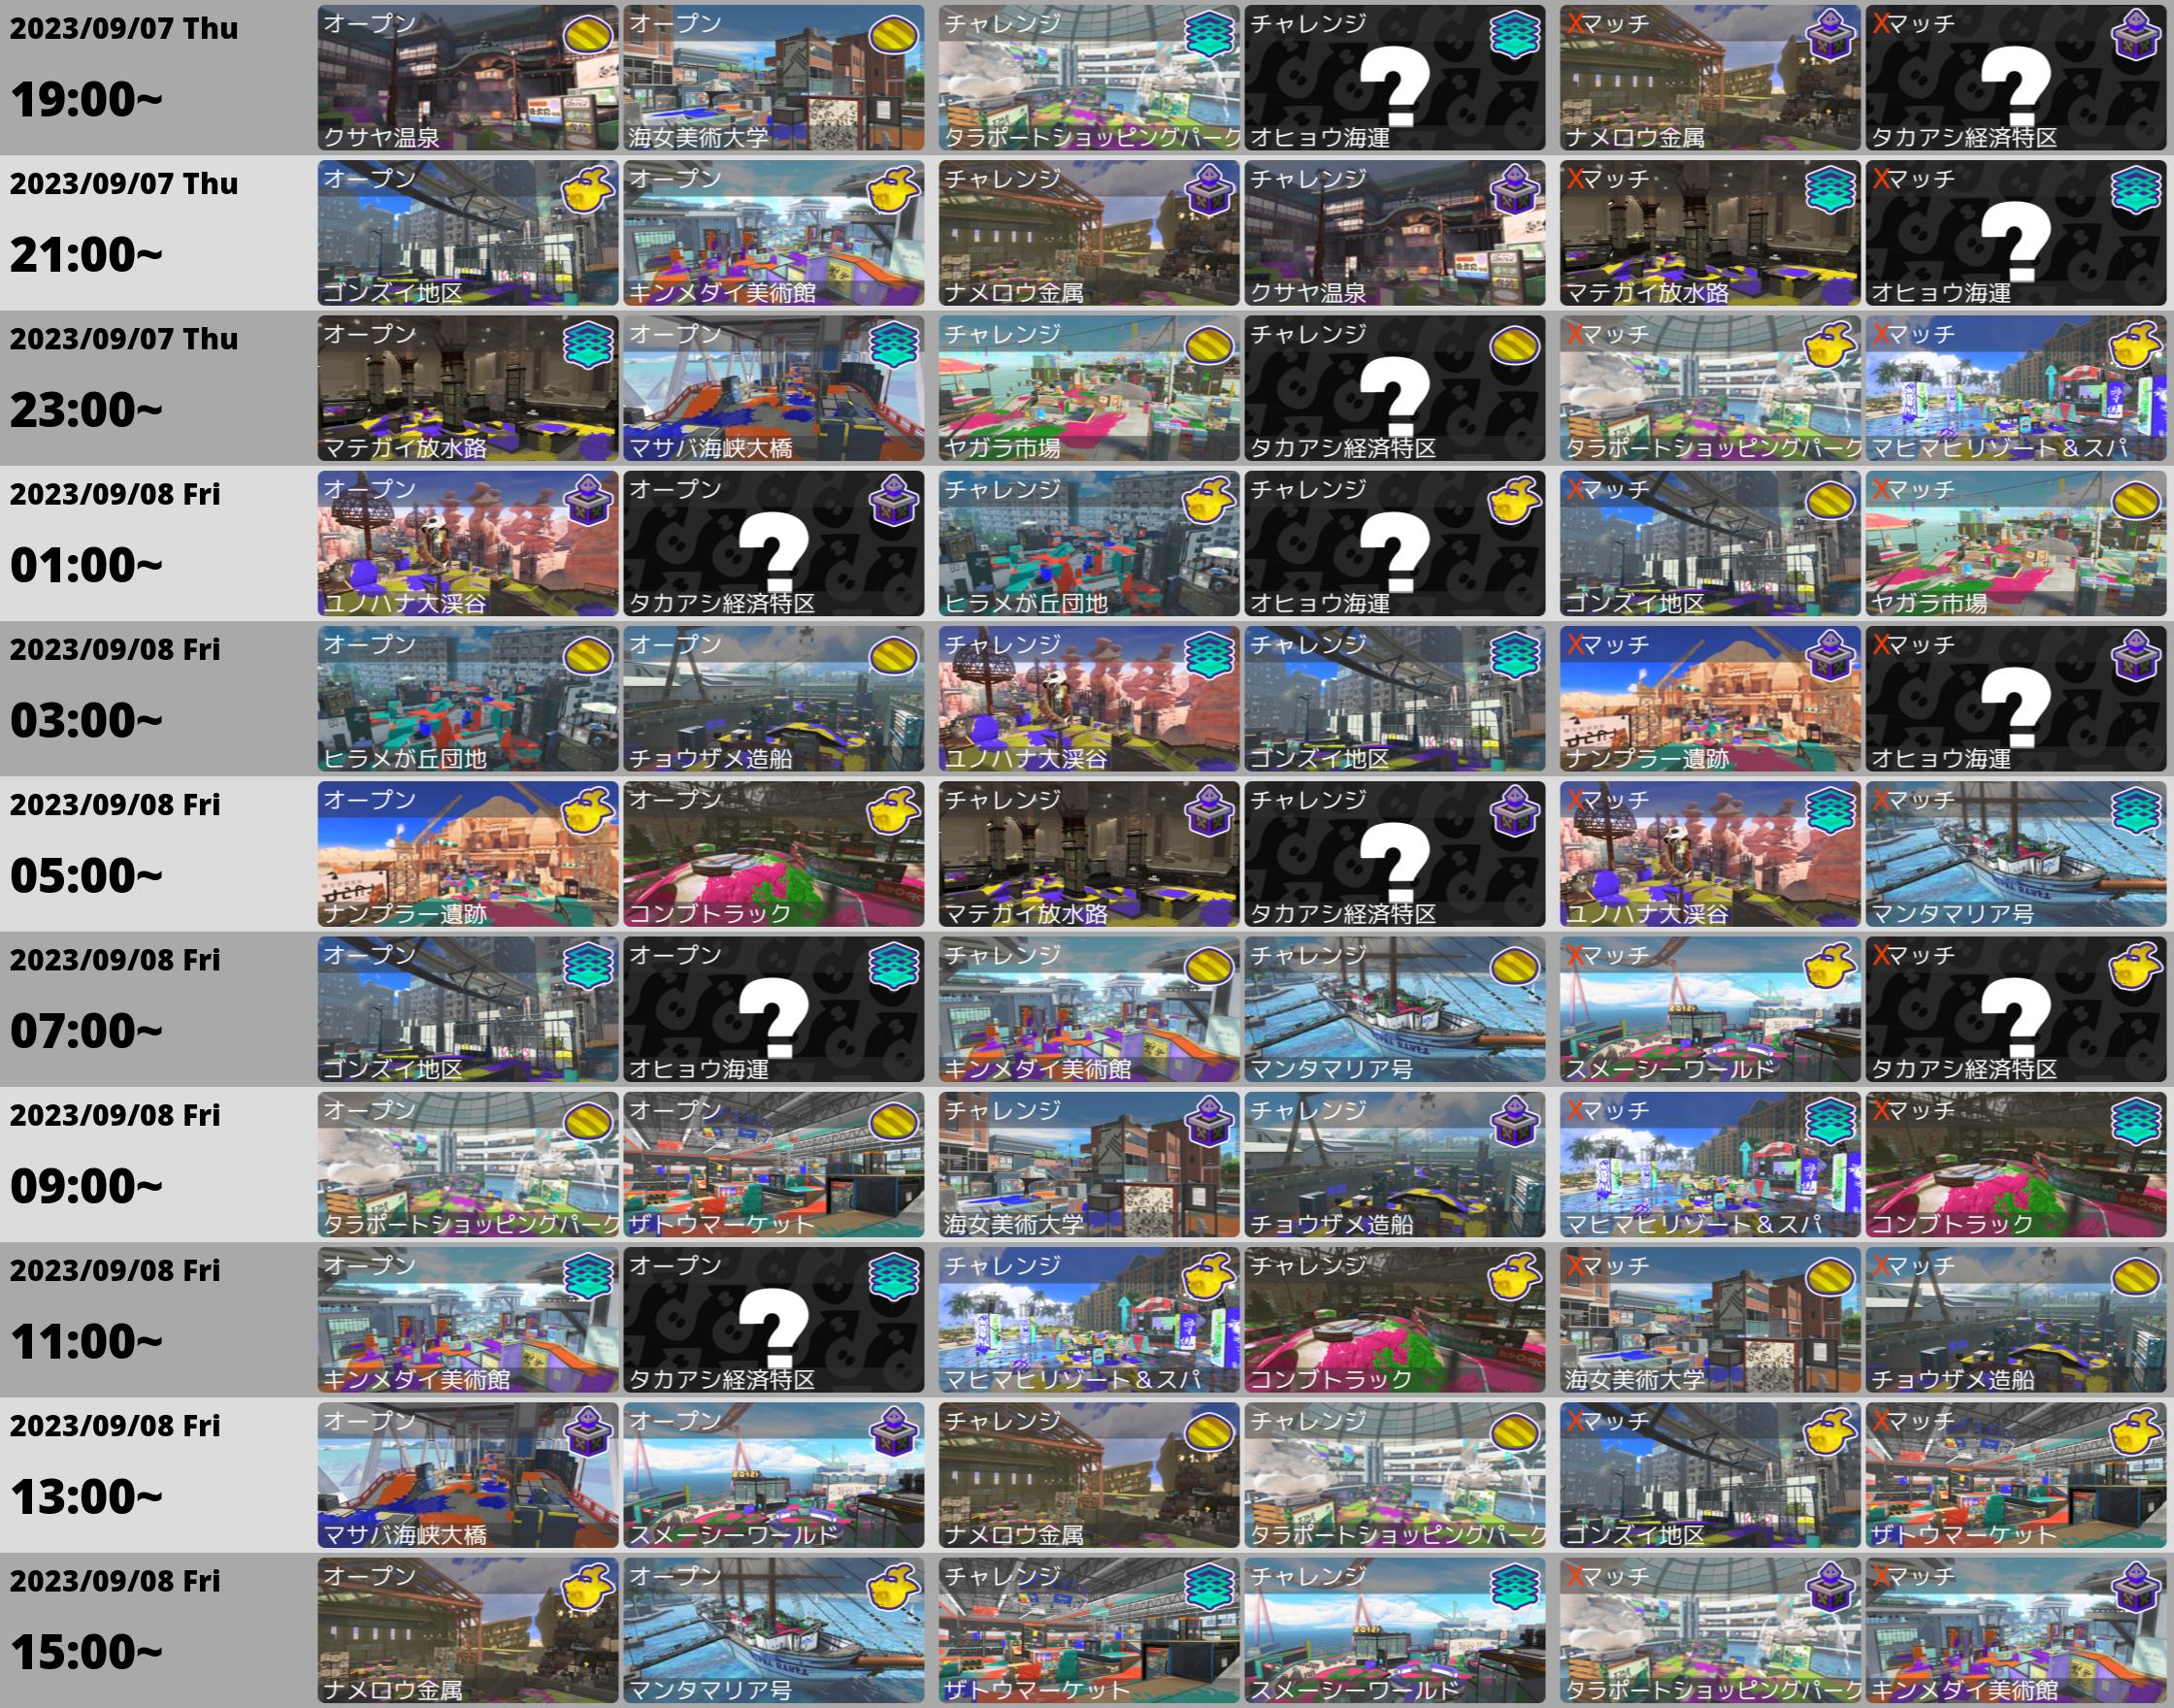 2023/09/07 Thu
19:00~
オープン
クサヤ温泉
オープン
海女美術大学
チャレンジ
タラポートショッピングパーク
チャレンジ
?
オヒョウ海運
Xマッチ
ナメロウ金属
Xマッチ
?
タカアシ経済特区
2023/09/07 Thu
21:00~
オープン
ゴンズイ地区
オープン
キンメダイ美術館
チャレンジ
ナメロウ金属
チャレンジ
クサヤ温泉
Xマッチ
マテガイ放水路
Xマッチ
?
オヒョウ海運
2023/09/07 Thu
23:00~
オープン
マテガイ放水路
オープン
マサバ海峡大橋
チャレンジ
ヤガラ市場
チャレンジ
?
タカアシ経済特区
Xマッチ
タラポートショッピングパーク
Xマッチ
マヒマヒリゾート&スパ
2023/09/08 Fri
01:00~
オープン
ユノハナ大渓谷
オープン
?
タカアシ経済特区
チャレンジ
ヒラメが丘団地
チャレンジ
?
オヒョウ海運
Xマッチ
ゴンズイ地区
Xマッチ
ヤガラ市場
2023/09/08 Fri
03:00~
オープン
ヒラメが丘団地
オープン
チョウザメ造船
チャレンジ
ユノハナ大渓谷
チャレンジ
ゴンズイ地区
Xマッチ
ナンプラー遺跡
Xマッチ
?
オヒョウ海運
2023/09/08 Fri
05:00~
オープン
ナンプラー遺跡
オープン
コンブトラック
チャレンジ
マテガイ放水路
チャレンジ
?
タカアシ経済特区
Xマッチ
ユノハナ大渓谷
Xマッチ
マンタマリア号
2023/09/08 Fri
07:00~
オープン
ゴンズイ地区
オープン
?
オヒョウ海運
チャレンジ
キンメダイ美術館
チャレンジ
マンタマリア号
Xマッチ
スメーシーワールド
Xマッチ
?
タカアシ経済特区
2023/09/08 Fri
09:00~
オープン
タラポートショッピングパーク
オープン
ザトウマーケット
チャレンジ
海女美術大学
チャレンジ
チョウザメ造船
Xマッチ
マヒマヒリゾート&スパ
Xマッチ
コンブトラック
2023/09/08 Fri
11:00~
オープン
キンメダイ美術館
オープン
?
タカアシ経済特区
チャレンジ
マヒマヒリゾート&スパ
チャレンジ
コンブトラック
Xマッチ
海女美術大学
Xマッチ
チョウザメ造船
2023/09/08 Fri
13:00~
オープン
マサバ海峡大橋
オープン
スメーシーワールド
チャレンジ
ナメロウ金属
チャレンジ
タラポートショッピングパーク
Xマッチ
ゴンズイ地区
Xマッチ
ザトウマーケット
2023/09/08 Fri
15:00~
オープン
ナメロウ金属
オープン
マンタマリア号
チャレンジ
ザトウマーケット
チャレンジ
スメーシーワールド
Xマッチ
タラポートショッピングパーク
Xマッチ
キンメダイ美術館